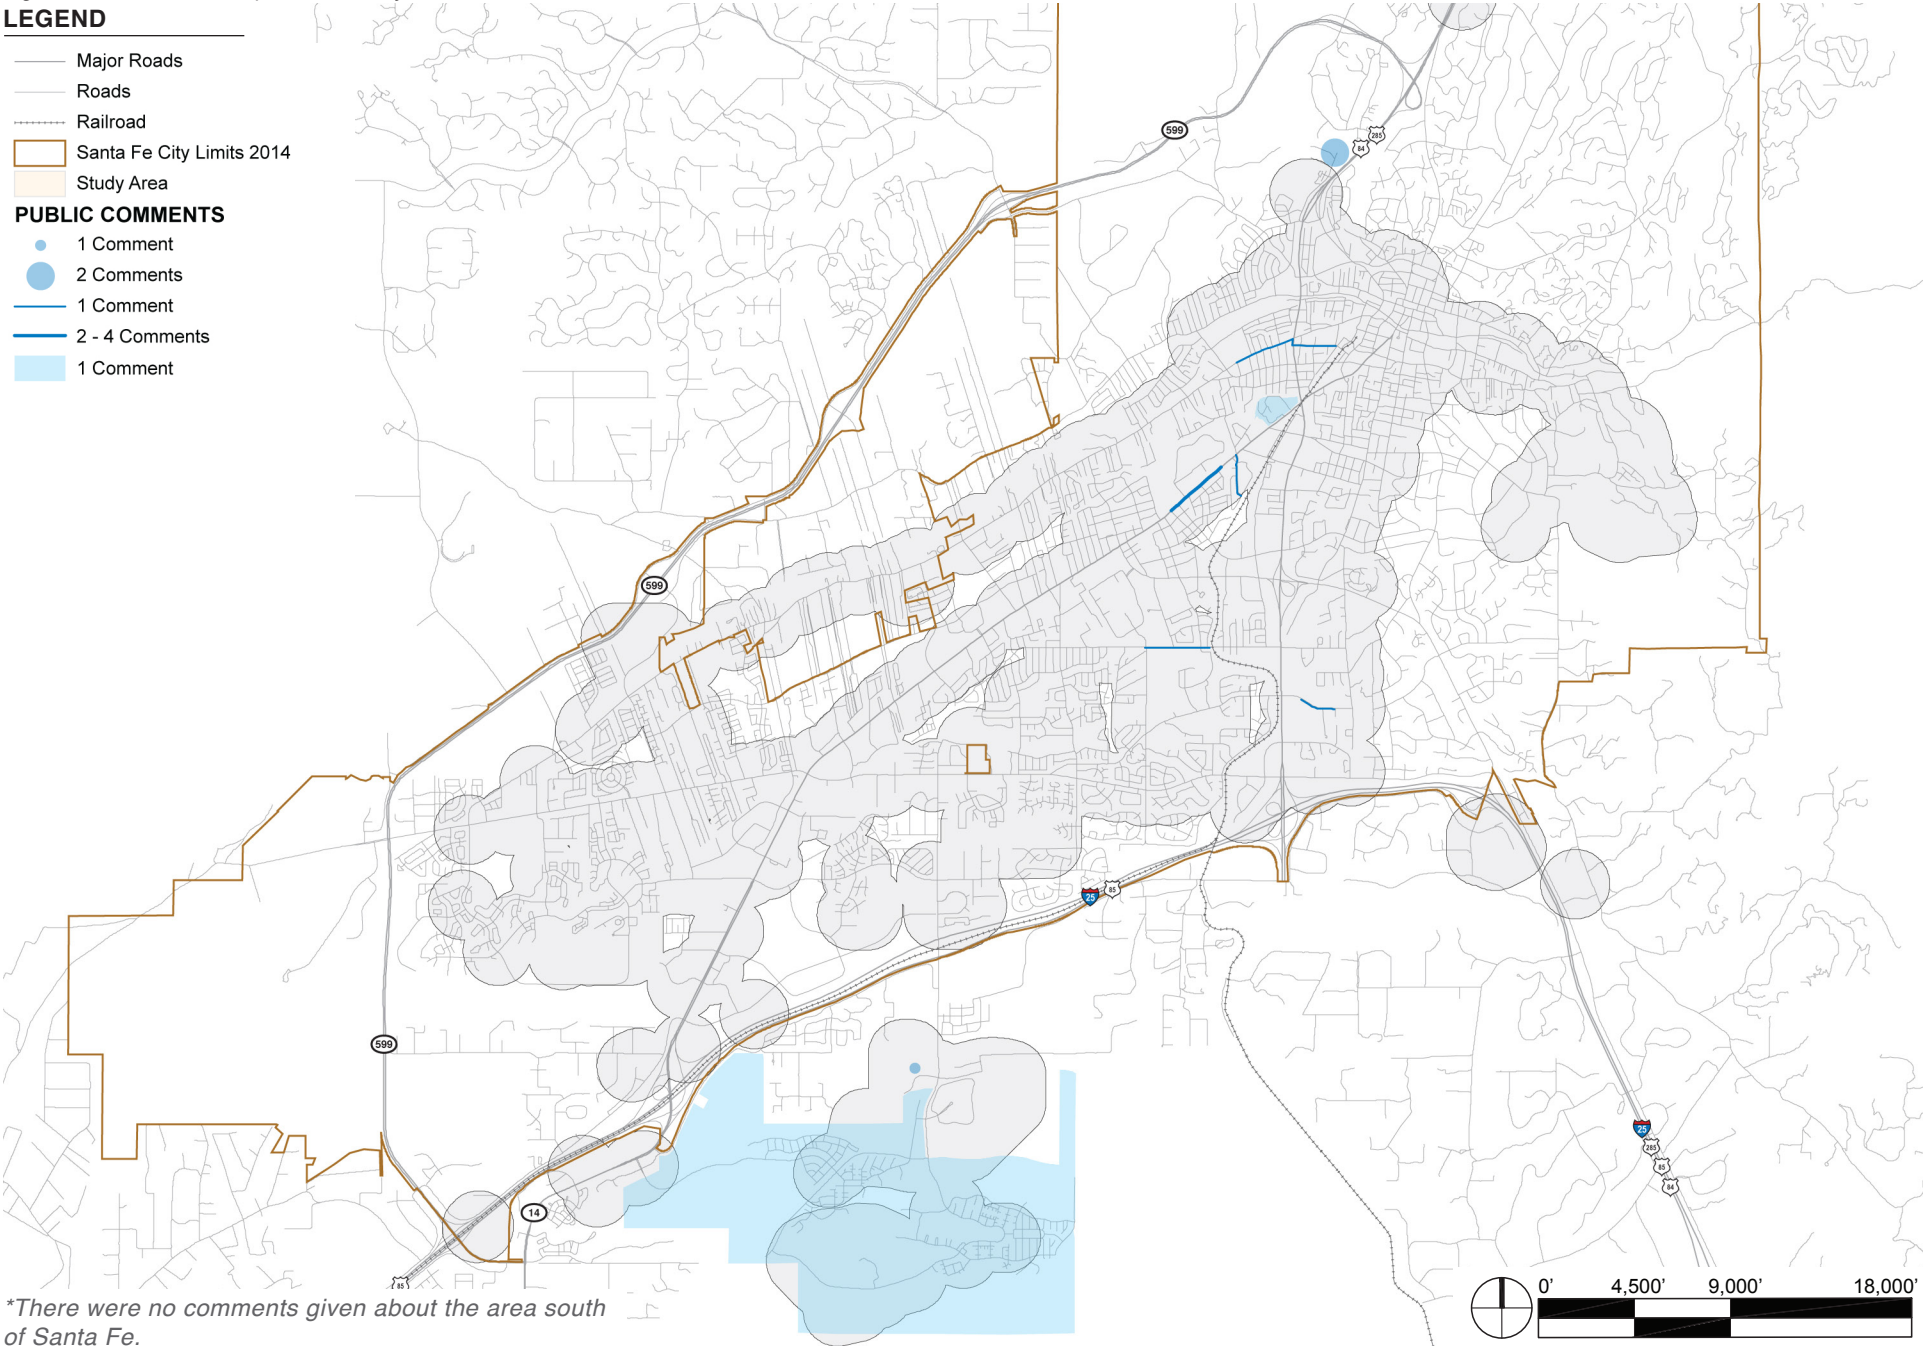 LEGEND
Major Roads
Roads
Railroad
Santa Fe City Limits 2014
Study Area
PUBLIC COMMENTS
1 Comment
2 Comments
1 Comment
2 - 4 Comments
1 Comment
599
285
84
599
25
85
599
25
285
85
84
14
85
0' 4,500' 9,000' 18,000'
*There were no comments given about the area south
of Santa Fe.